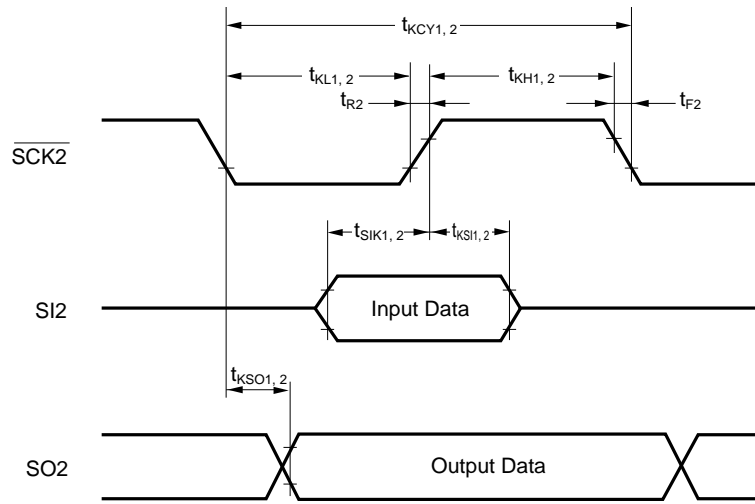 tKCY1, 2
tKL1, 2 tKH1, 2
tR2 tF2
SCK2
tSIK1, 2 tKSI1, 2
SI2 Input Data
tKSO1, 2
SO2 Output Data